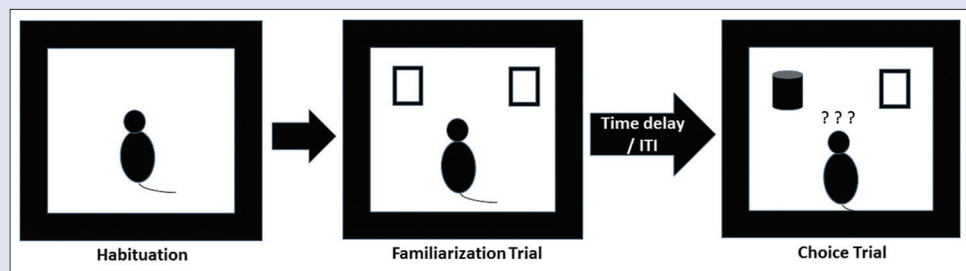 Time delay
/ ITI
? ? ?
Habituation
Familiarization Trial
Choice Trial